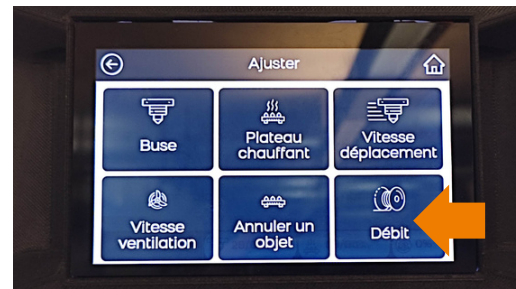 Ajuster
Buse
Plateau
chauffant
Vitesse
déplacement
Vitesse
ventilation
Annuler un
objet
Débit